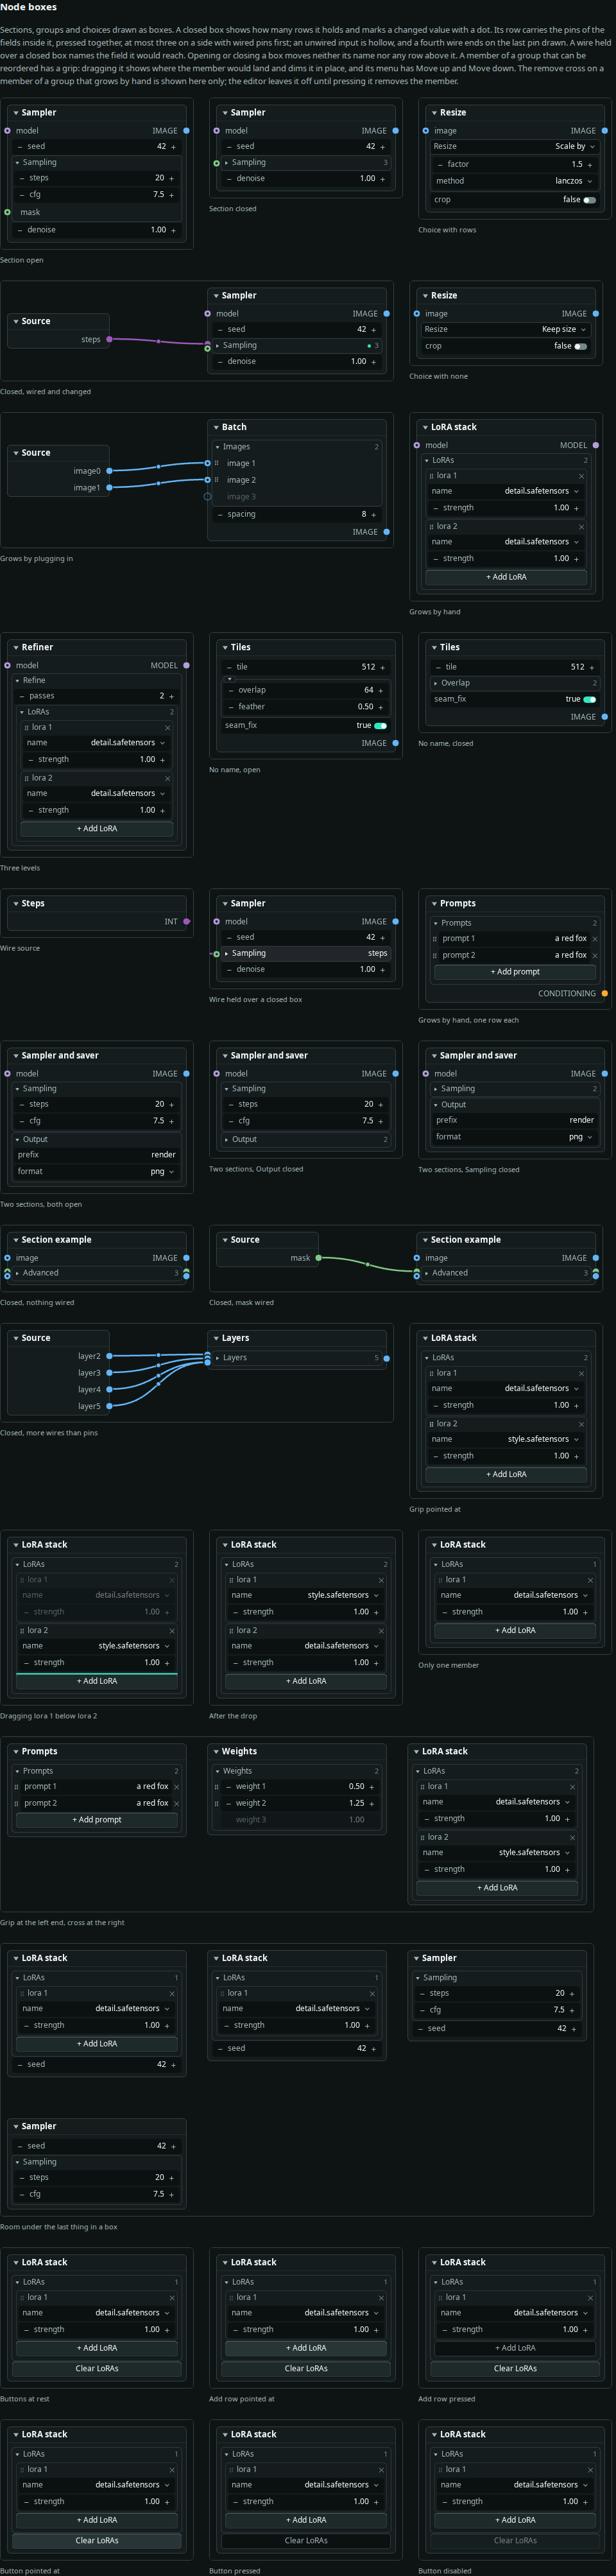 Node boxes
Sections, groups and choices drawn as boxes. A closed box shows how many rows it holds and marks a changed value with a dot. Its row carries the pins of the
fields inside it, pressed together, at most three on a side with wired pins first; an unwired input is hollow, and a fourth wire ends on the last pin drawn. A wire held
over a closed box names the field it would reach. Opening or closing a box moves neither its name nor any row above it. A member of a group that can be
reordered has a grip: dragging it shows where the member would land and dims it in place, and its menu has Move up and Move down. The remove cross on a
member of a group that grows by hand is shown here only; the editor leaves it off until pressing it removes the member.
Sampler
model IMAGE
seed 42
Sampling
steps 20
cfg 7.5
mask
denoise 1.00
Section open
Sampler
model IMAGE
seed 42
Sampling 3
denoise 1.00
Section closed
Resize
image IMAGE
Resize Scale by
factor 1.5
method lanczos
crop false
Choice with rows
Source
steps
Sampler
model IMAGE
seed 42
Sampling 3
denoise 1.00
Closed, wired and changed
Resize
image IMAGE
Resize Keep size
crop false
Choice with none
Source
image0
image1
Batch
Images 2
image 1
image 2
image 3
spacing 8
IMAGE
Grows by plugging in
LoRA stack
model MODEL
LoRAs 2
lora 1
name detail.safetensors
strength 1.00
lora 2
name detail.safetensors
strength 1.00
+ Add LoRA
Grows by hand
Refiner
model MODEL
Refine
passes 2
LoRAs 2
lora 1
name detail.safetensors
strength 1.00
lora 2
name detail.safetensors
strength 1.00
+ Add LoRA
Three levels
Tiles
tile 512
overlap 64
feather 0.50
seam_fix true
IMAGE
No name, open
Tiles
tile 512
Overlap 2
seam_fix true
IMAGE
No name, closed
Steps
INT
Wire source
Sampler
model IMAGE
seed 42
Sampling steps
denoise 1.00
Wire held over a closed box
Prompts
Prompts 2
prompt 1 a red fox
prompt 2 a red fox
+ Add prompt
CONDITIONING
Grows by hand, one row each
Sampler and saver
model IMAGE
Sampling
steps 20
cfg 7.5
Output
prefix render
format png
Two sections, both open
Sampler and saver
model IMAGE
Sampling
steps 20
cfg 7.5
Output 2
Two sections, Output closed
Sampler and saver
model IMAGE
Sampling 2
Output
prefix render
format png
Two sections, Sampling closed
Section example
image IMAGE
Advanced 3
Closed, nothing wired
Source
mask
Section example
image IMAGE
Advanced 3
Closed, mask wired
Source
layer2
layer3
layer4
layer5
Layers
Layers 5
Closed, more wires than pins
LoRA stack
LoRAs 2
lora 1
name detail.safetensors
strength 1.00
lora 2
name style.safetensors
strength 1.00
+ Add LoRA
Grip pointed at
LoRA stack
LoRAs 2
lora 1
name detail.safetensors
strength 1.00
lora 2
name style.safetensors
strength 1.00
+ Add LoRA
Dragging lora 1 below lora 2
LoRA stack
LoRAs 2
lora 1
name style.safetensors
strength 1.00
lora 2
name detail.safetensors
strength 1.00
+ Add LoRA
After the drop
LoRA stack
LoRAs 1
lora 1
name detail.safetensors
strength 1.00
+ Add LoRA
Only one member
Prompts
Prompts 2
prompt 1 a red fox
prompt 2 a red fox
+ Add prompt
Weights
Weights 2
weight 1 0.50
weight 2 1.25
weight 3 1.00
LoRA stack
LoRAs 2
lora 1
name detail.safetensors
strength 1.00
lora 2
name style.safetensors
strength 1.00
+ Add LoRA
Grip at the left end, cross at the right
LoRA stack
LoRAs 1
lora 1
name detail.safetensors
strength 1.00
+ Add LoRA
seed 42
LoRA stack
LoRAs 1
lora 1
name detail.safetensors
strength 1.00
seed 42
Sampler
Sampling
steps 20
cfg 7.5
seed 42
Sampler
seed 42
Sampling
steps 20
cfg 7.5
Room under the last thing in a box
LoRA stack
LoRAs 1
lora 1
name detail.safetensors
strength 1.00
+ Add LoRA
Clear LoRAs
Buttons at rest
LoRA stack
LoRAs 1
lora 1
name detail.safetensors
strength 1.00
+ Add LoRA
Clear LoRAs
Add row pointed at
LoRA stack
LoRAs 1
lora 1
name detail.safetensors
strength 1.00
+ Add LoRA
Clear LoRAs
Add row pressed
LoRA stack
LoRAs 1
lora 1
name detail.safetensors
strength 1.00
+ Add LoRA
Clear LoRAs
Button pointed at
LoRA stack
LoRAs 1
lora 1
name detail.safetensors
strength 1.00
+ Add LoRA
Clear LoRAs
Button pressed
LoRA stack
LoRAs 1
lora 1
name detail.safetensors
strength 1.00
+ Add LoRA
Clear LoRAs
Button disabled